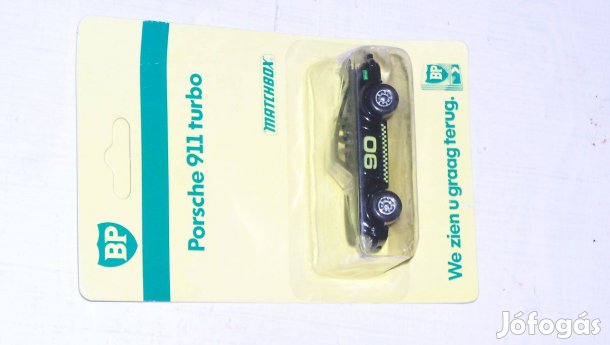 BP
Porsche 911 turbo
MATCHBOX
90
BP
We zien u graag terug.
Jófogás